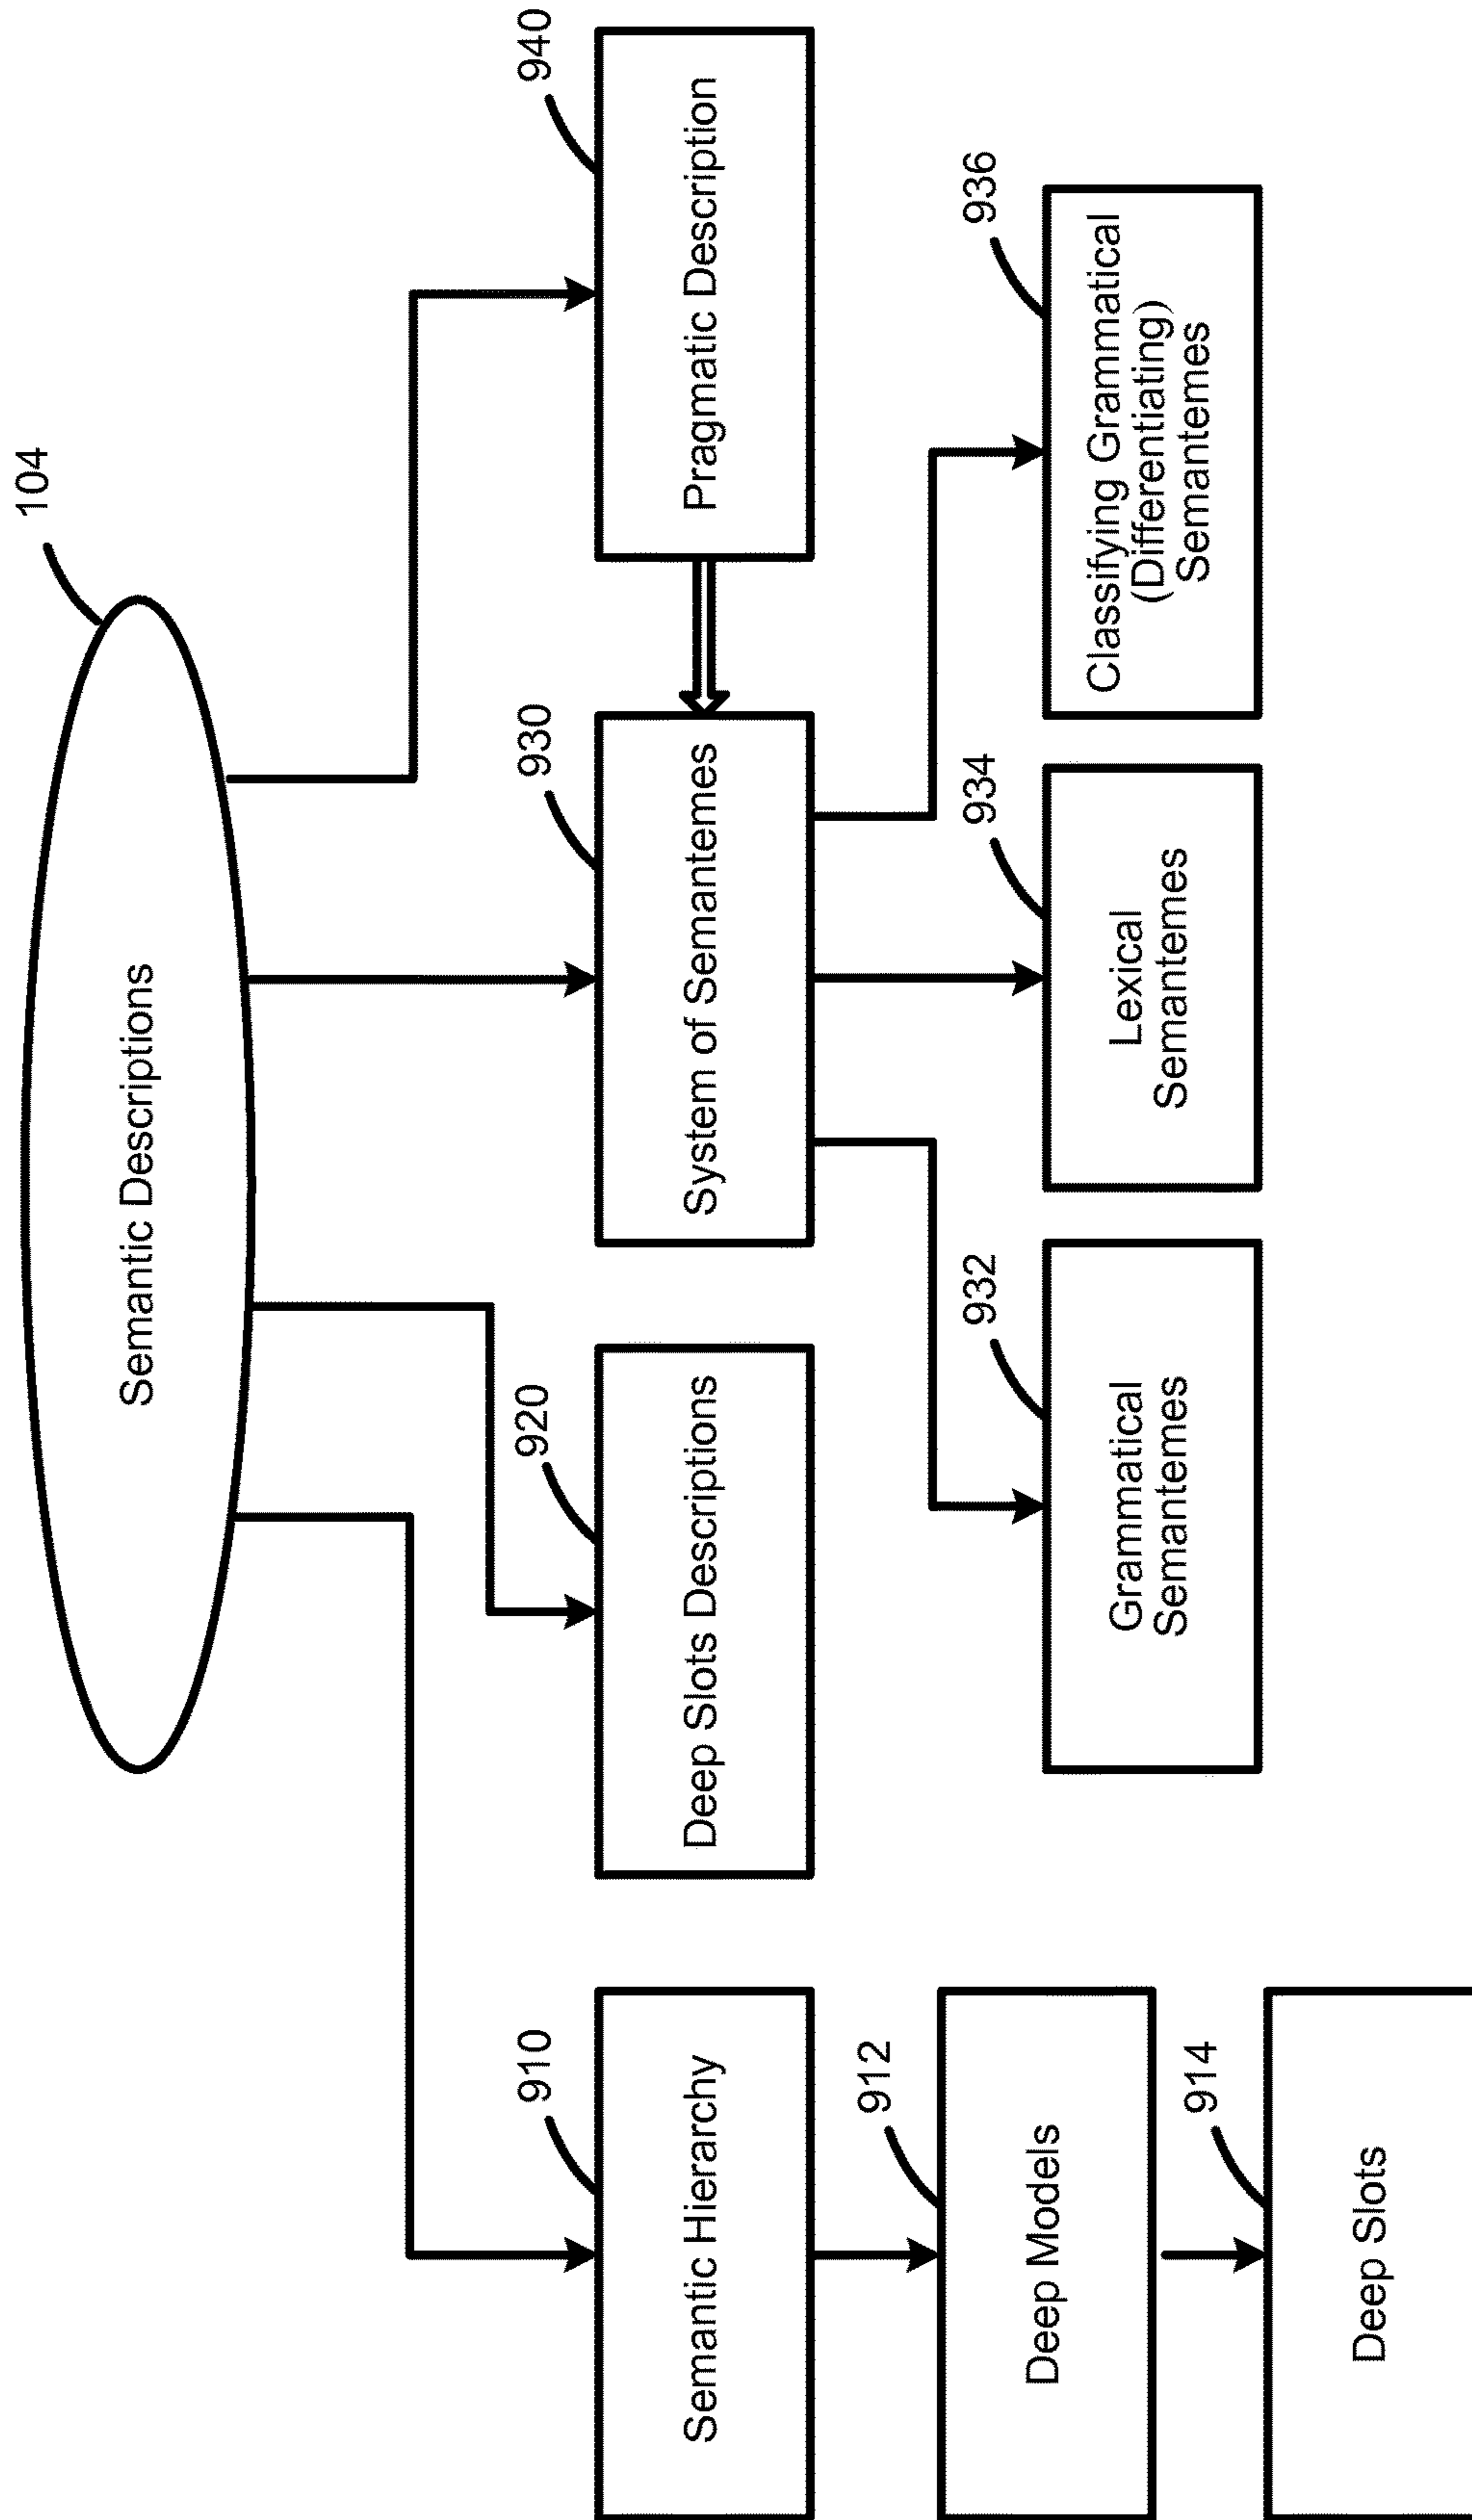 104
Semantic Descriptions
910
Semantic Hierarchy
920
Deep Slots Descriptions
930
System of Semantemes
940
Pragmatic Description
912
Deep Models
932
Grammatical
Semantemes
934
Lexical
Semantemes
936
Classifying Grammatical
(Differentiating)
Semantemes
914
Deep Slots